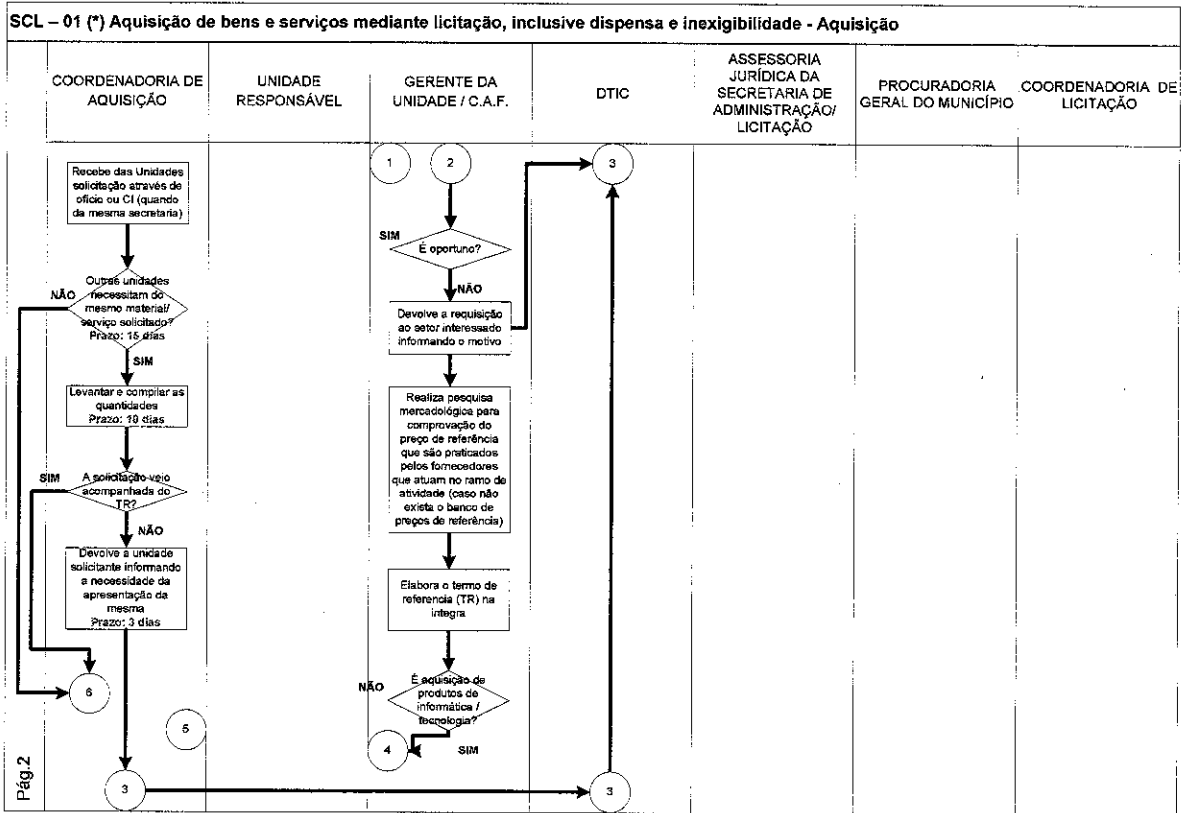 SCL – 01 (*) Aquisição de bens e serviços mediante licitação, inclusive dispensa e inexigibilidade - Aquisição
COORDENADORIA DE
AQUISIÇÃO
UNIDADE
RESPONSÁVEL
GERENTE DA
UNIDADE / C.A.F.
DTIC
ASSESSORIA
JURÍDICA DA
SECRETARIA DE
ADMINISTRAÇÃO/
LICITAÇÃO
PROCURADORIA
GERAL DO MUNICÍPIO
COORDENADORIA DE
LICITAÇÃO
Recebe das Unidades
solicitação através de
ofício ou CI (quando
da mesma secretaria)
Outras unidades
necessitam do
mesmo material/
serviço solicitado?
Prazo: 15 dias
NÃO
SIM
Levantar e compilar as
quantidades
Prazo: 10 dias
SIM
A solicitação veio
acompanhada do
TR?
NÃO
Devolve a unidade
solicitante informando
a necessidade da
apresentação da
mesma
Prazo: 3 dias
6
5
3
1
2
SIM
É oportuno?
NÃO
Devolve a requisição
ao setor interessado
informando o motivo
Realiza pesquisa
mercadológica para
comprovação do
preço de referência
que são praticados
pelos fornecedores
que atuam no ramo de
atividade (caso não
exista o banco de
preços de referência)
Elabora o termo de
referencia (TR) na
integra
NÃO
É aquisição de
produtos de
informática /
tecnologia?
SIM
4
3
3
Pág.2